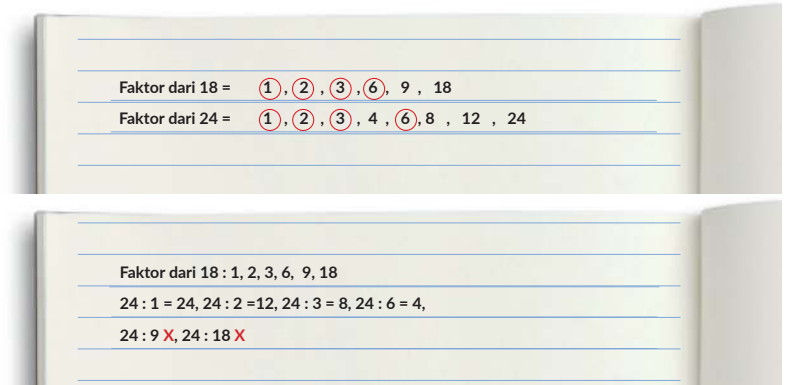 Faktor dari 18 = 1 , 2 , 3 , 6 , 9 , 18
Faktor dari 24 = 1 , 2 , 3 , 4 , 6 , 8 , 12 , 24
Faktor dari 18 : 1, 2, 3, 6, 9, 18
24 : 1 = 24, 24 : 2 =12, 24 : 3 = 8, 24 : 6 = 4,
24 : 9 X, 24 : 18 X